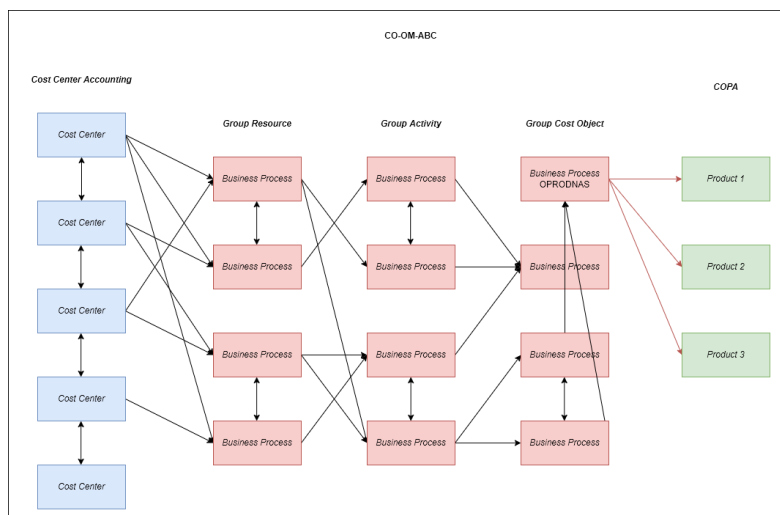 CO-OM-ABC
Cost Center Accounting
COPA
Group Resource
Group Activity
Group Cost Object
Cost Center
Business Process
Business Process
Business Process
OPRODNAS
Product 1
Cost Center
Business Process
Business Process
Business Process
Product 2
Cost Center
Business Process
Business Process
Business Process
Product 3
Cost Center
Business Process
Business Process
Business Process
Cost Center